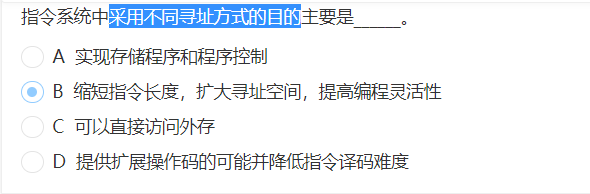 指令系统中采用不同寻址方式的目的主要是______。
A 实现存储程序和程序控制
B 缩短指令长度，扩大寻址空间，提高编程灵活性
C 可以直接访问外存
D 提供扩展操作码的可能并降低指令译码难度